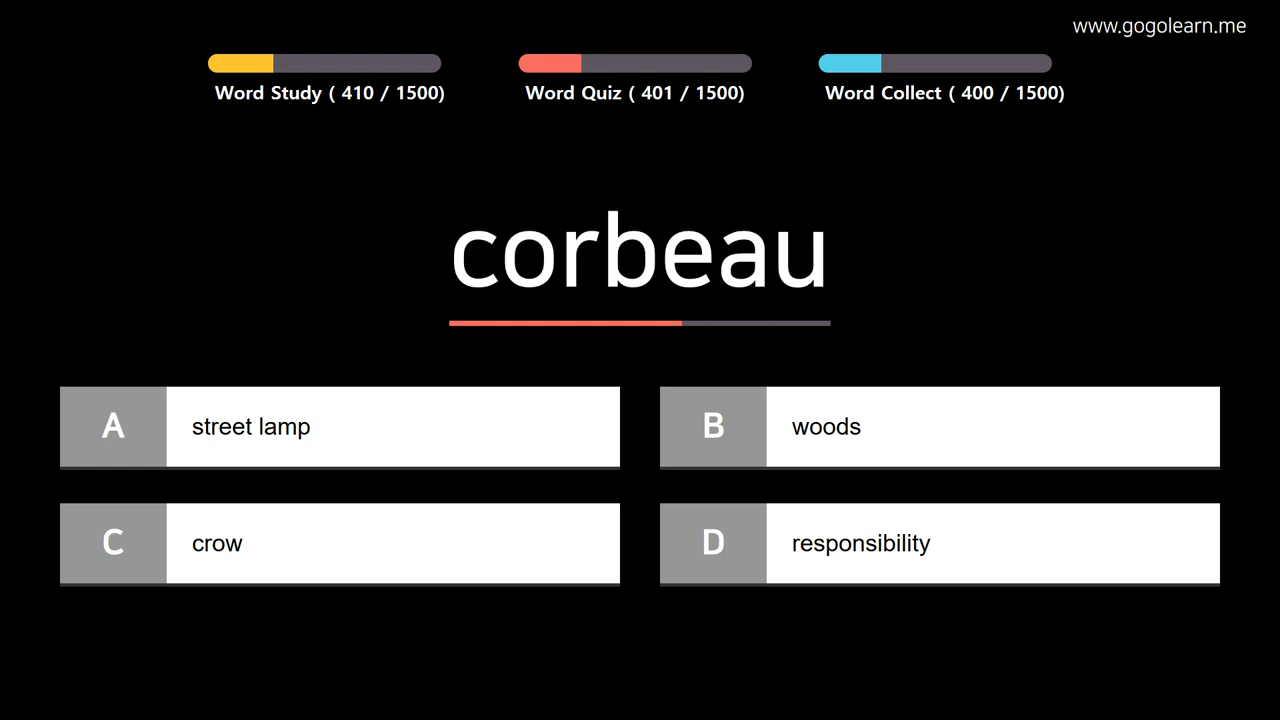 www.gogolearn.me
Word Study ( 410 / 1500)
Word Quiz ( 401 / 1500)
Word Collect ( 400 / 1500)
corbeau
A street lamp
B woods
C crow
D responsibility